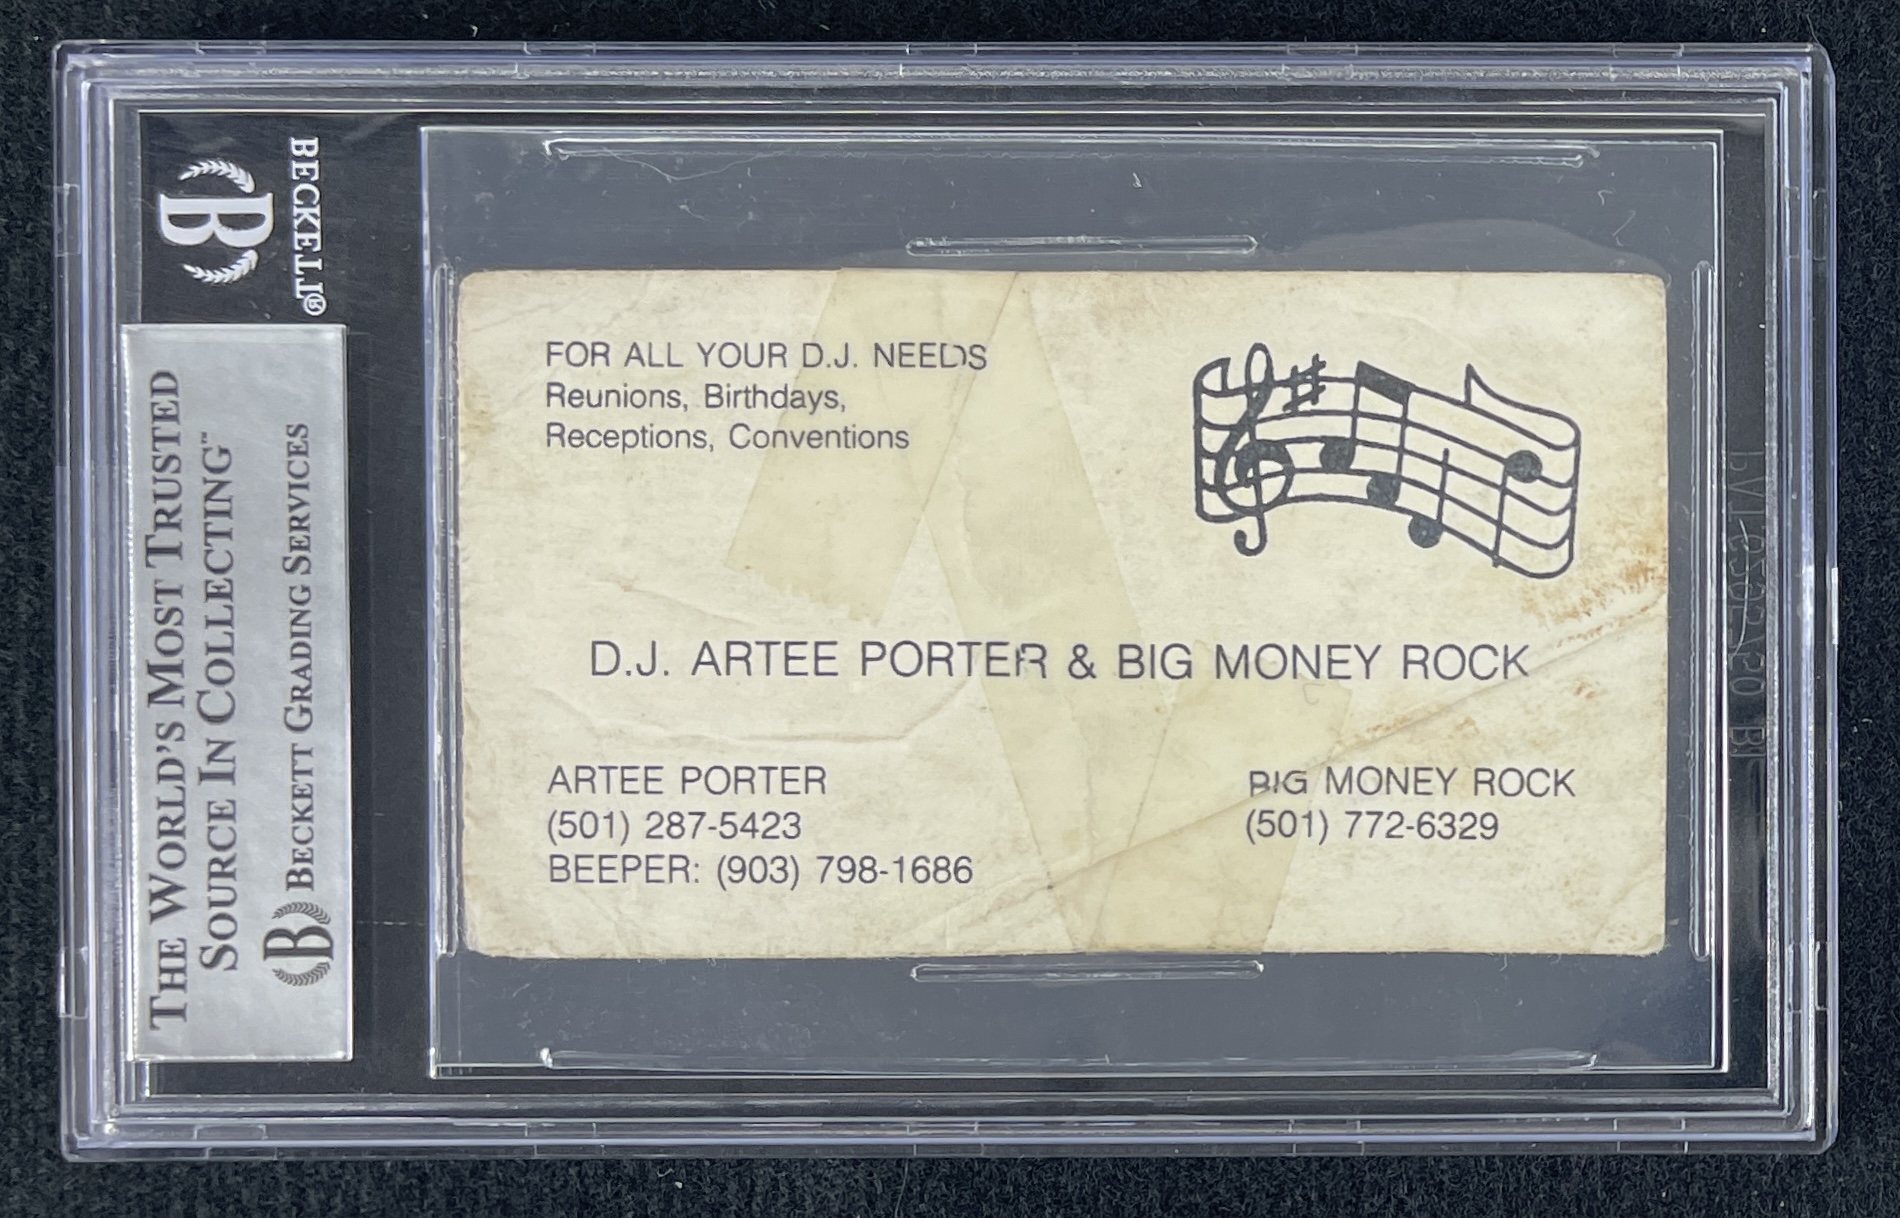 BECKETT®
B
THE WORLD'S MOST TRUSTED
SOURCE IN COLLECTING™
B BECKETT GRADING SERVICES
FOR ALL YOUR D.J. NEEDS
Reunions, Birthdays,
Receptions, Conventions
D.J. ARTEE PORTER & BIG MONEY ROCK
ARTEE PORTER
(501) 287-5423
BEEPER: (903) 798-1686
BIG MONEY ROCK
(501) 772-6329